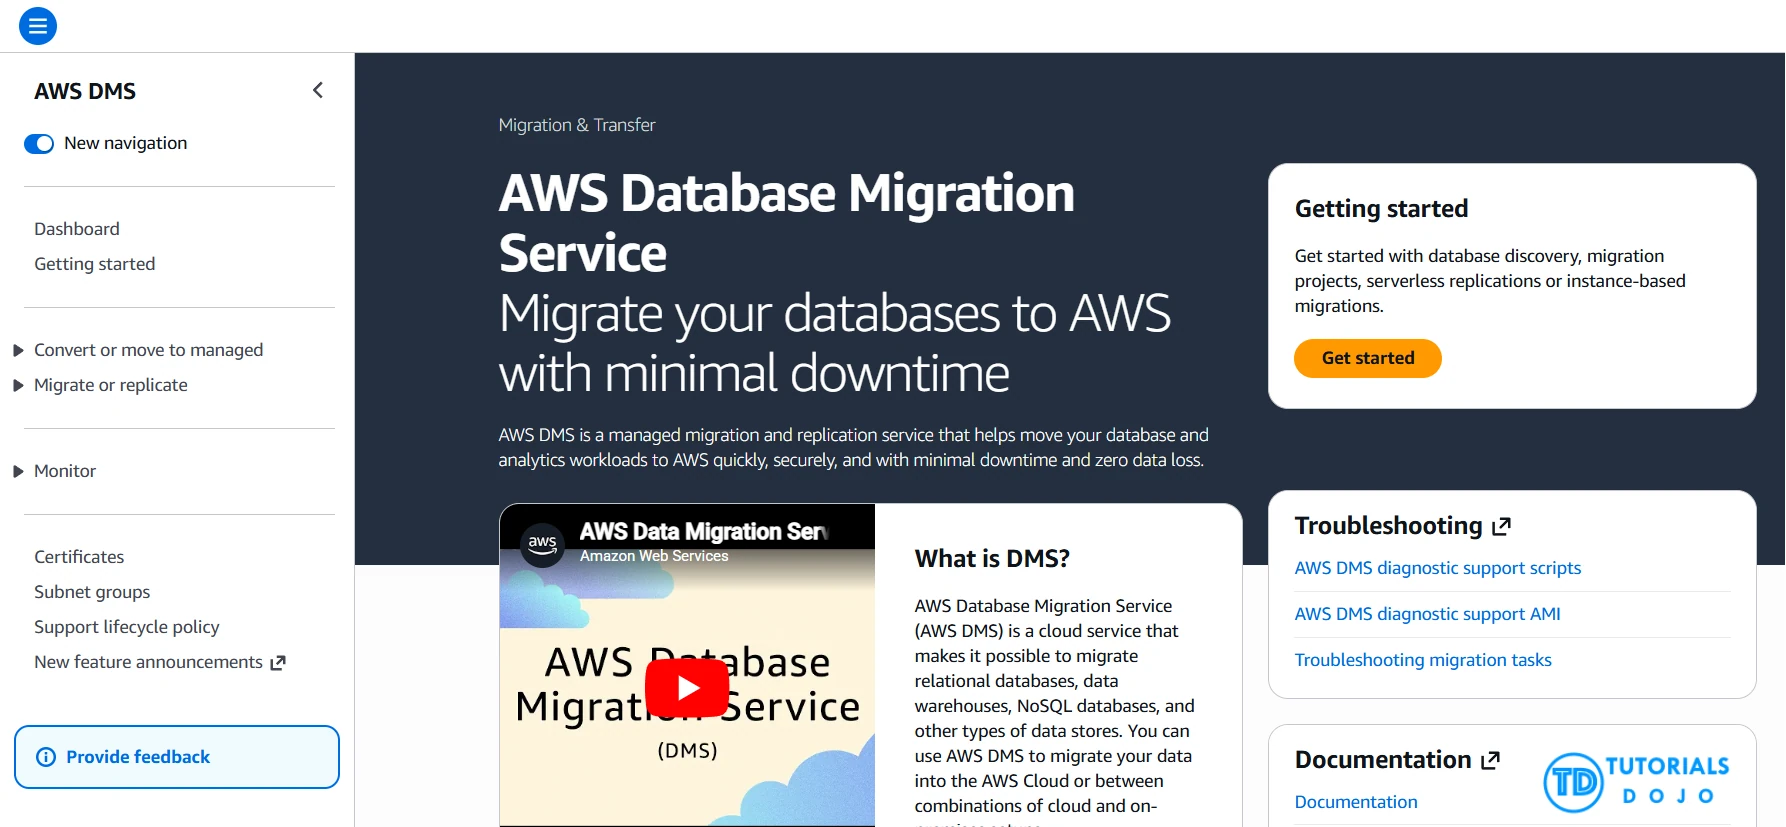 AWS DMS
New navigation
Dashboard
Getting started
Convert or move to managed
Migrate or replicate
Monitor
Certificates
Subnet groups
Support lifecycle policy
New feature announcements
Provide feedback
Migration & Transfer
AWS Database Migration
Service
Migrate your databases to AWS
with minimal downtime
AWS DMS is a managed migration and replication service that helps move your database and
analytics workloads to AWS quickly, securely, and with minimal downtime and zero data loss.
aws
AWS Data Migration Serv
Amazon Web Services
AWS Database
Migration Service
(DMS)
What is DMS?
AWS Database Migration Service
(AWS DMS) is a cloud service that
makes it possible to migrate
relational databases, data
warehouses, NoSQL databases, and
other types of data stores. You can
use AWS DMS to migrate your data
into the AWS Cloud or between
combinations of cloud and on-
Getting started
Get started with database discovery, migration
projects, serverless replications or instance-based
migrations.
Get started
Troubleshooting
AWS DMS diagnostic support scripts
AWS DMS diagnostic support AMI
Troubleshooting migration tasks
Documentation
Documentation
TD
TUTORIALS
DOJO